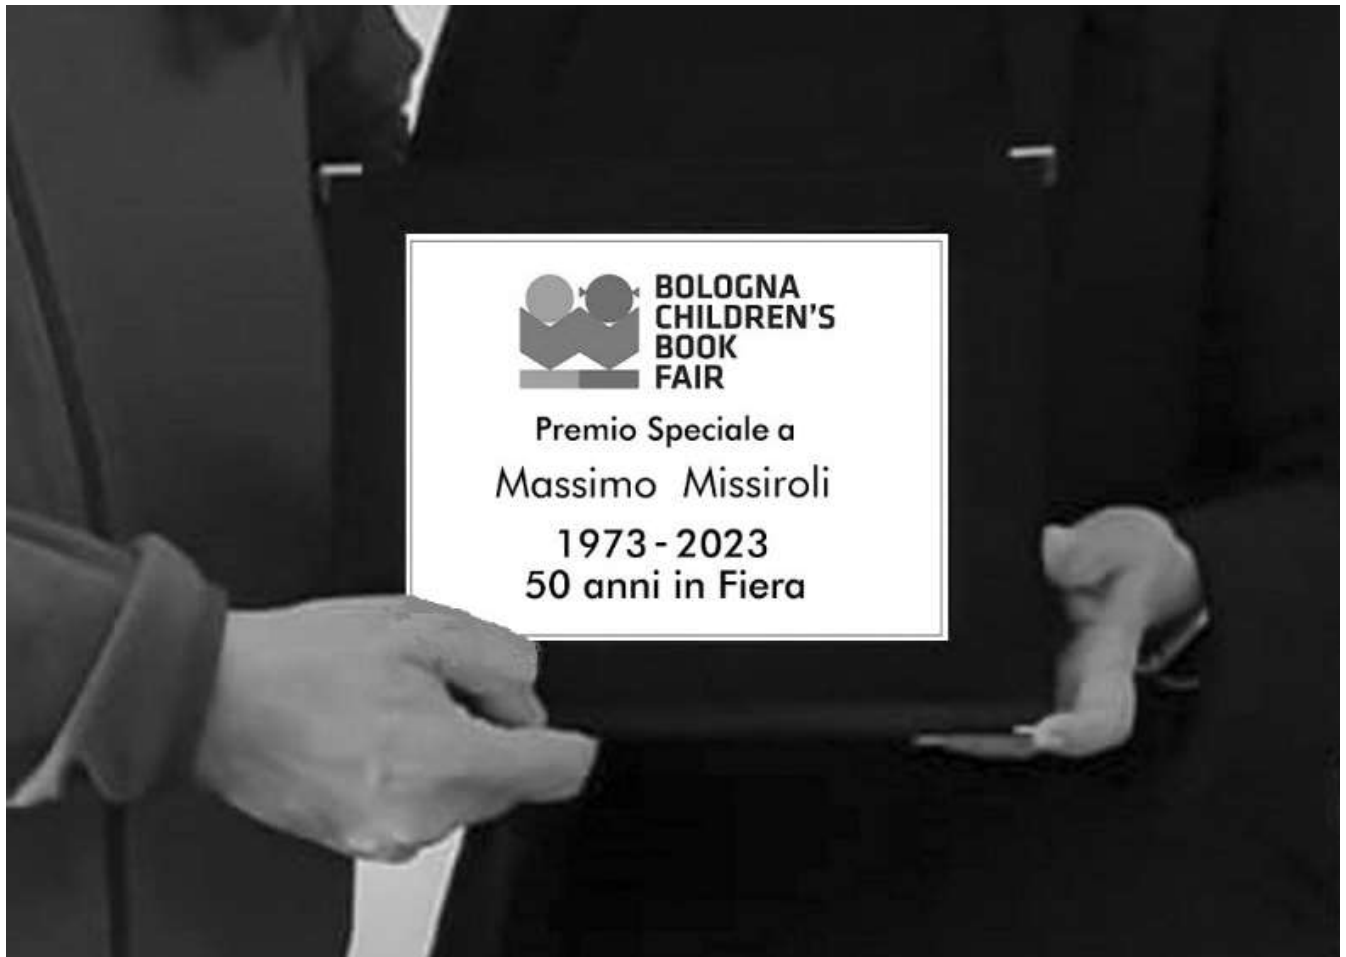 BOLOGNA
CHILDREN'S
BOOK
FAIR
Premio Speciale a
Massimo Missiroli
1973-2023
50 anni in Fiera